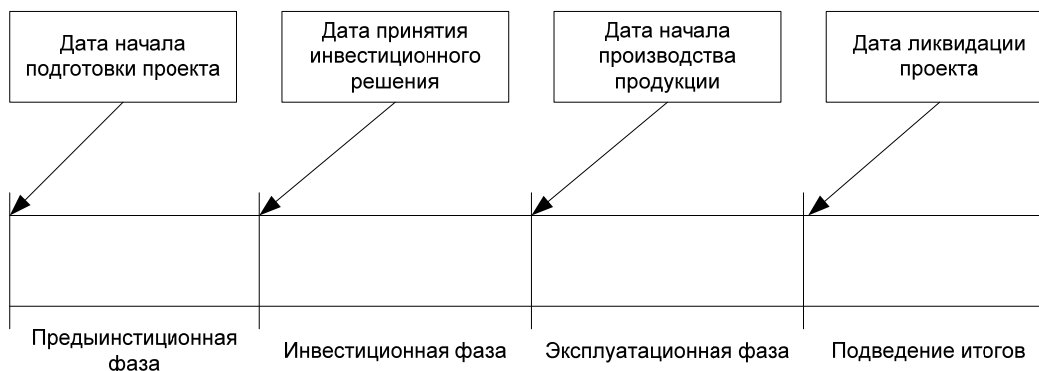 Дата начала
подготовки проекта
Дата принятия
инвестиционного
решения
Дата начала
производства
продукции
Дата ликвидации
проекта
Предыинстиционная
фаза
Инвестиционная фаза
Эксплуатационная фаза
Подведение итогов